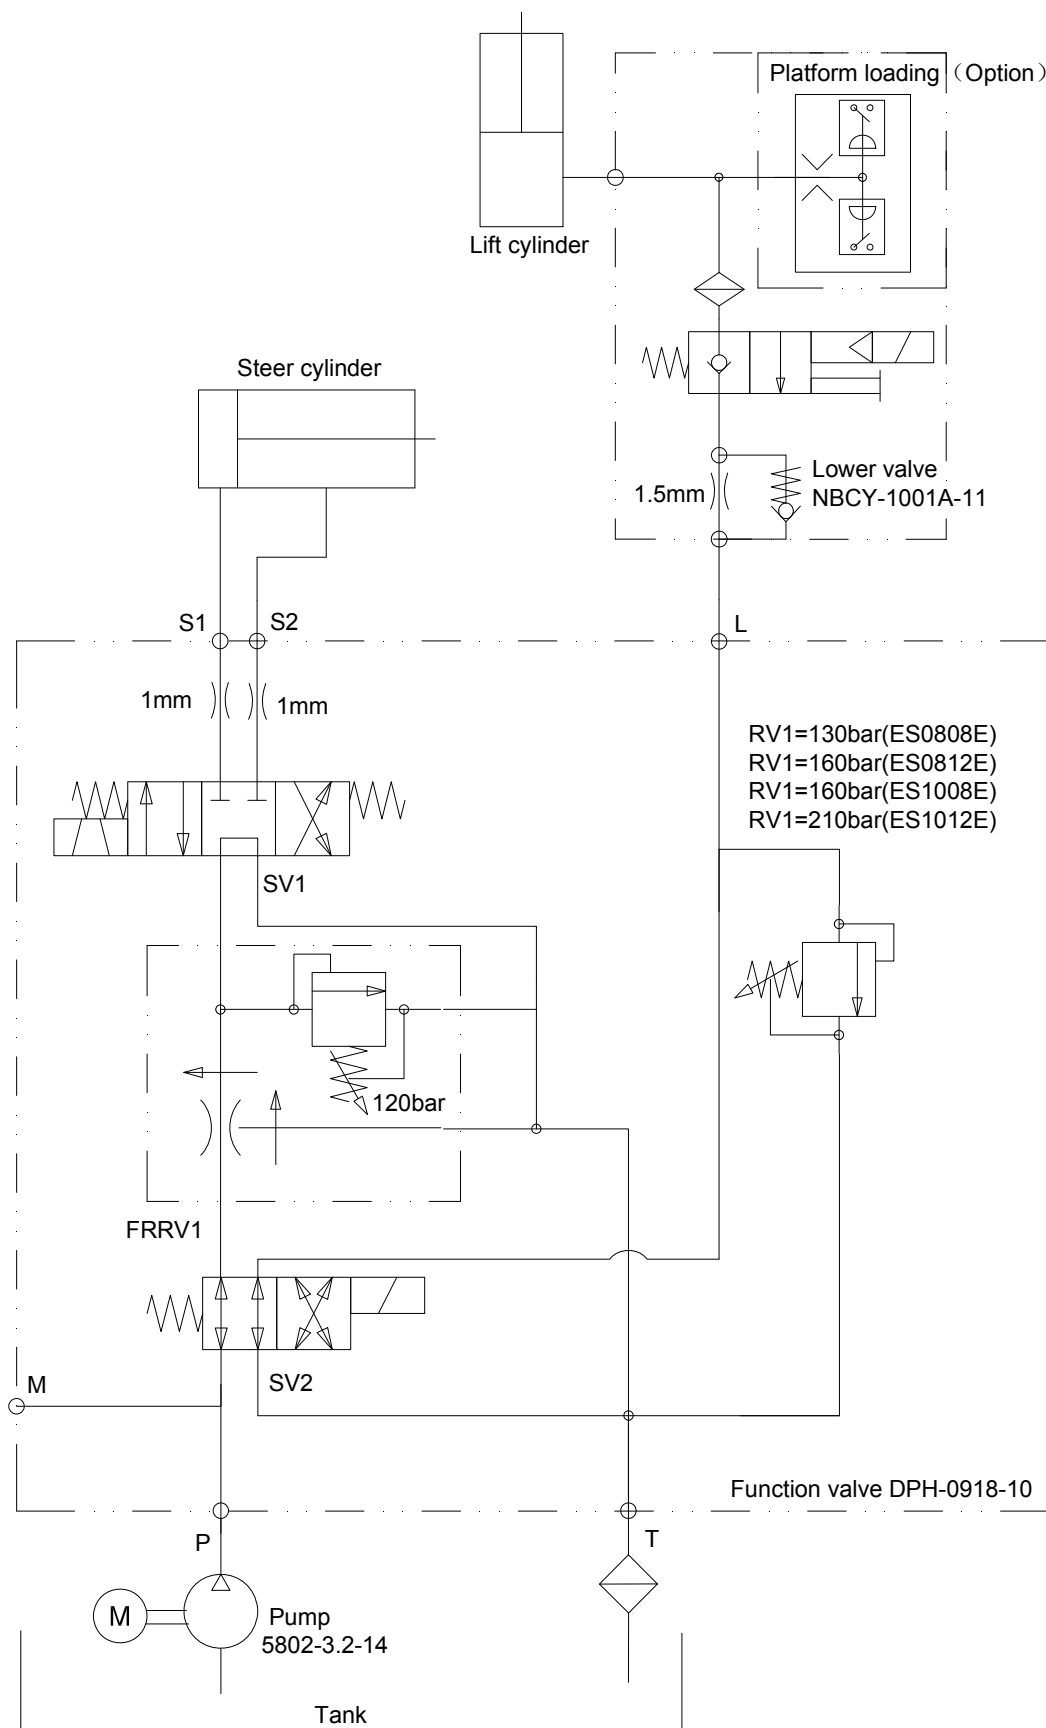 Platform loading（Option）
Lift cylinder
Steer cylinder
Lower valve
NBCY-1001A-11
1.5mm
S1
S2
L
1mm
1mm
RV1=130bar(ES0808E)
RV1=160bar(ES0812E)
RV1=160bar(ES1008E)
RV1=210bar(ES1012E)
SV1
120bar
FRRV1
SV2
M
Function valve DPH-0918-10
P
T
M
Pump
5802-3.2-14
Tank